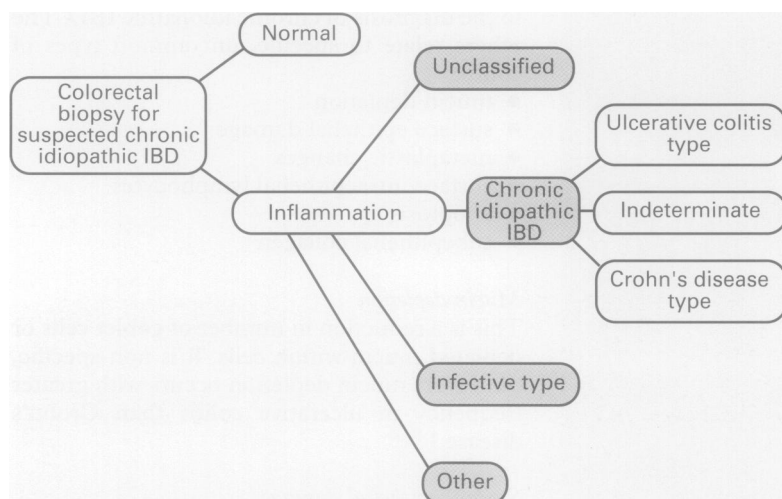 Normal
Colorectal
biopsy for
suspected chronic
idiopathic IBD
Inflammation
Unclassified
Chronic
idiopathic
IBD
Ulcerative colitis
type
Indeterminate
Crohn's disease
type
Infective type
Other